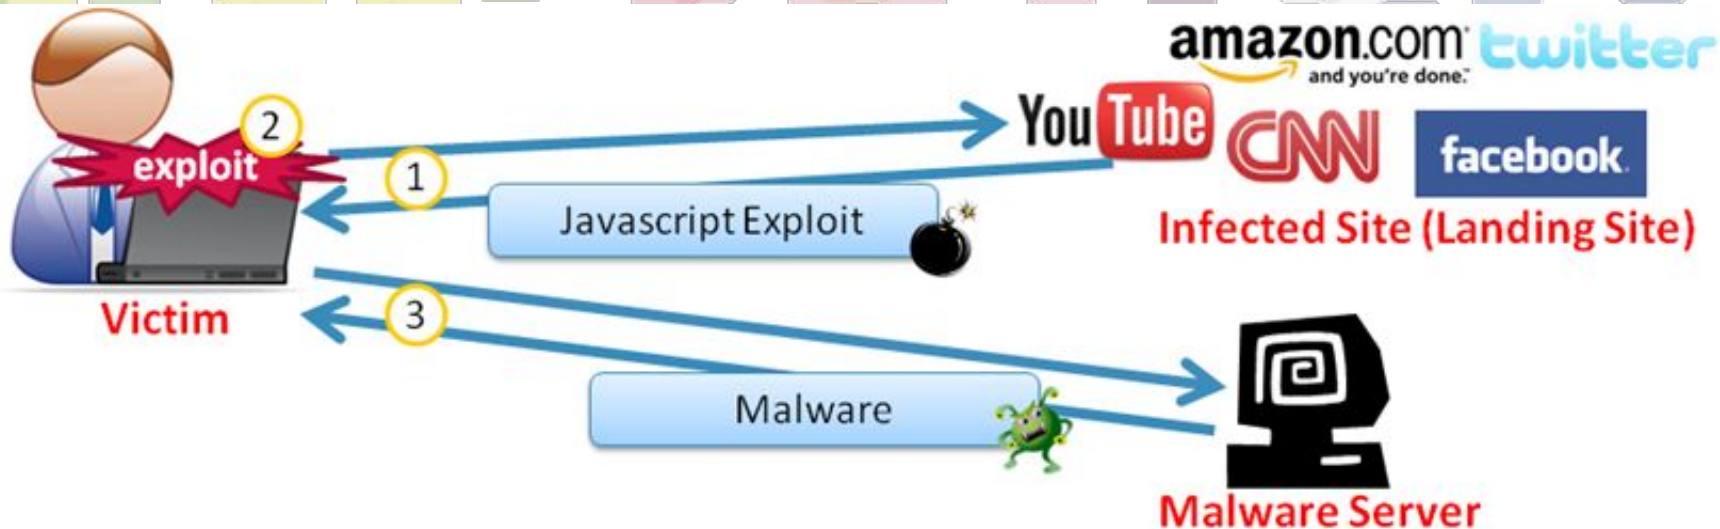 amazon.com
and you're done.™
twitter
2
exploit
1
YouTube
CNN
facebook.
Javascript Exploit
Infected Site (Landing Site)
Victim
3
Malware
Malware Server